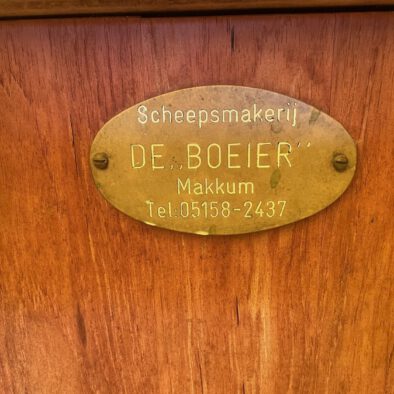 Scheepsmakerij
DE „BOEIER”
Makkum
Tel:05158-2437